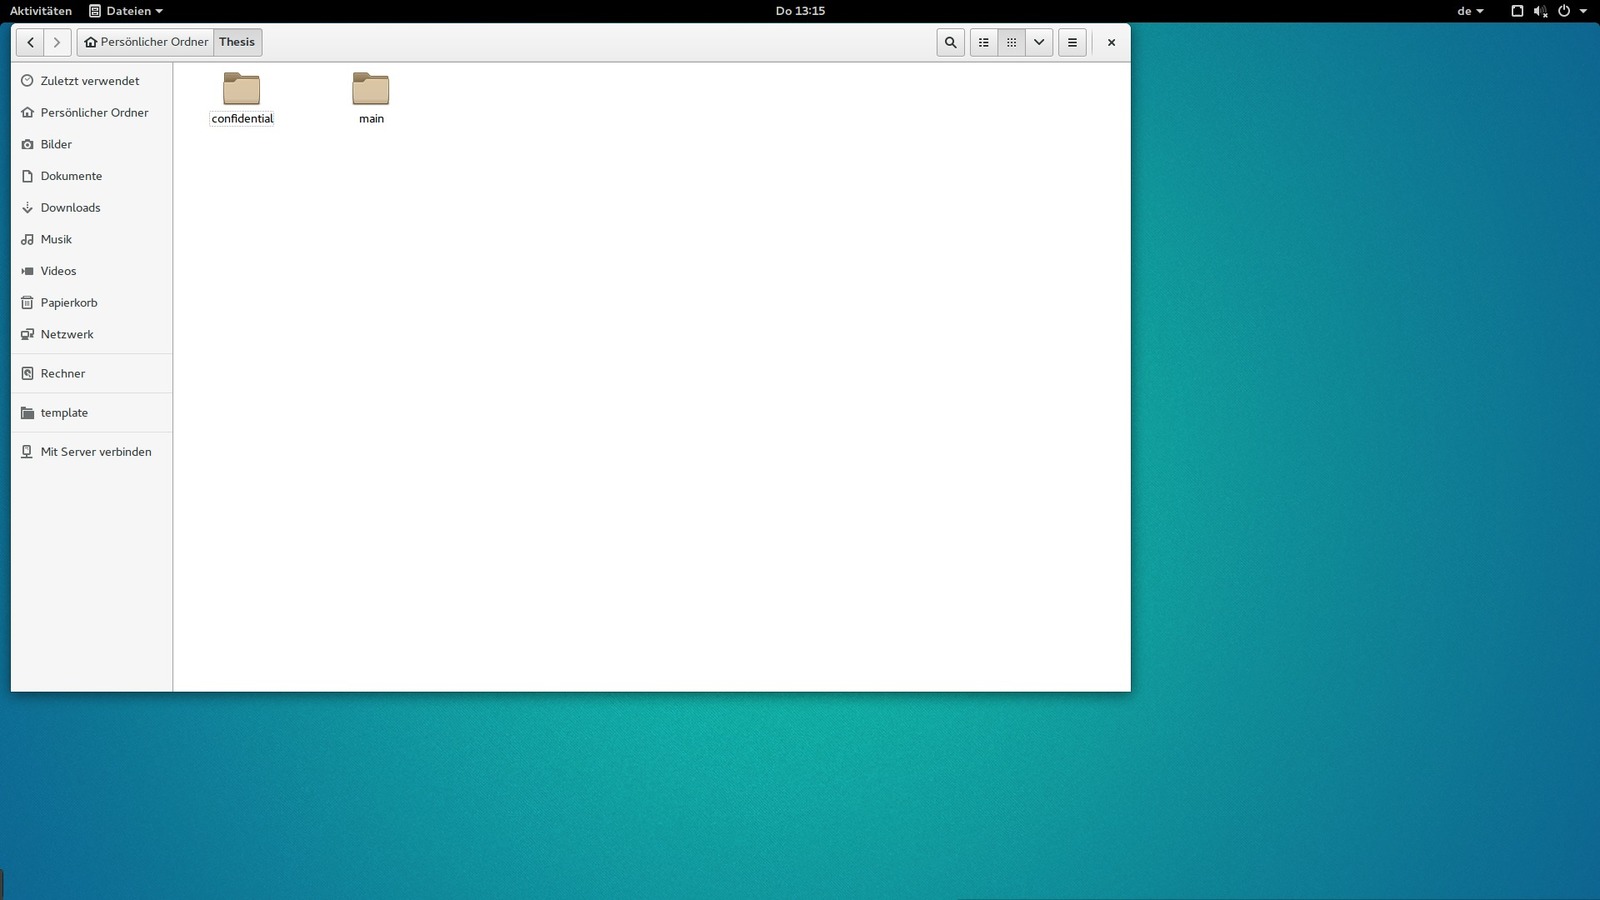 Aktivitäten Dateien Do 13:15 de
Persönlicher Ordner Thesis
Zuletzt verwendet
Persönlicher Ordner
Bilder
Dokumente
Downloads
Musik
Videos
Papierkorb
Netzwerk
Rechner
template
Mit Server verbinden
confidential main